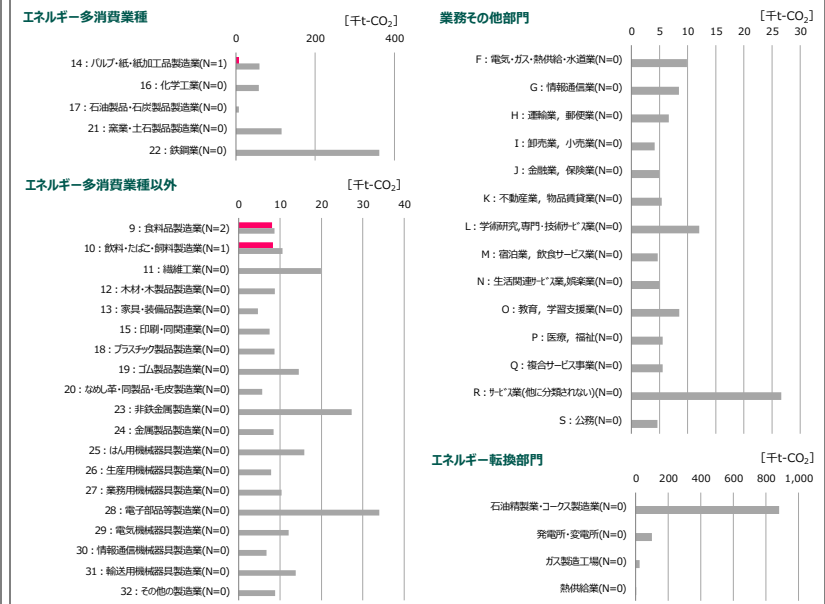 エネルギー多消費業種
[千t-CO₂]
0 200 400
14：パルプ・紙・紙加工品製造業(N=1)
16：化学工業(N=0)
17：石油製品・石炭製品製造業(N=0)
21：窯業・土石製品製造業(N=0)
22：鉄鋼業(N=0)
エネルギー多消費業種以外
[千t-CO₂]
0 10 20 30 40
9：食料品製造業(N=2)
10：飲料・たばこ・飼料製造業(N=1)
11：繊維工業(N=0)
12：木材・木製品製造業(N=0)
13：家具・装備品製造業(N=0)
15：印刷・同関連業(N=0)
18：プラスチック製品製造業(N=0)
19：ゴム製品製造業(N=0)
20：なめし革・同製品・毛皮製造業(N=0)
23：非鉄金属製造業(N=0)
24：金属製品製造業(N=0)
25：はん用機械器具製造業(N=0)
26：生産用機械器具製造業(N=0)
27：業務用機械器具製造業(N=0)
28：電子部品等製造業(N=0)
29：電気機械器具製造業(N=0)
30：情報通信機械器具製造業(N=0)
31：輸送用機械器具製造業(N=0)
32：その他の製造業(N=0)
業務その他部門
[千t-CO₂]
0 5 10 15 20 25 30
F：電気・ガス・熱供給・水道業(N=0)
G：情報通信業(N=0)
H：運輸業，郵便業(N=0)
I：卸売業，小売業(N=0)
J：金融業，保険業(N=0)
K：不動産業，物品賃貸業(N=0)
L：学術研究,専門・技術ｻｰﾋﾞｽ業(N=0)
M：宿泊業，飲食サービス業(N=0)
N：生活関連ｻｰﾋﾞｽ業,娯楽業(N=0)
O：教育，学習支援業(N=0)
P：医療，福祉(N=0)
Q：複合サービス事業(N=0)
R：ｻｰﾋﾞｽ業(他に分類されない)(N=0)
S：公務(N=0)
エネルギー転換部門
[千t-CO₂]
0 200 400 600 800 1,000
石油精製業・コークス製造業(N=0)
発電所・変電所(N=0)
ガス製造工場(N=0)
熱供給業(N=0)